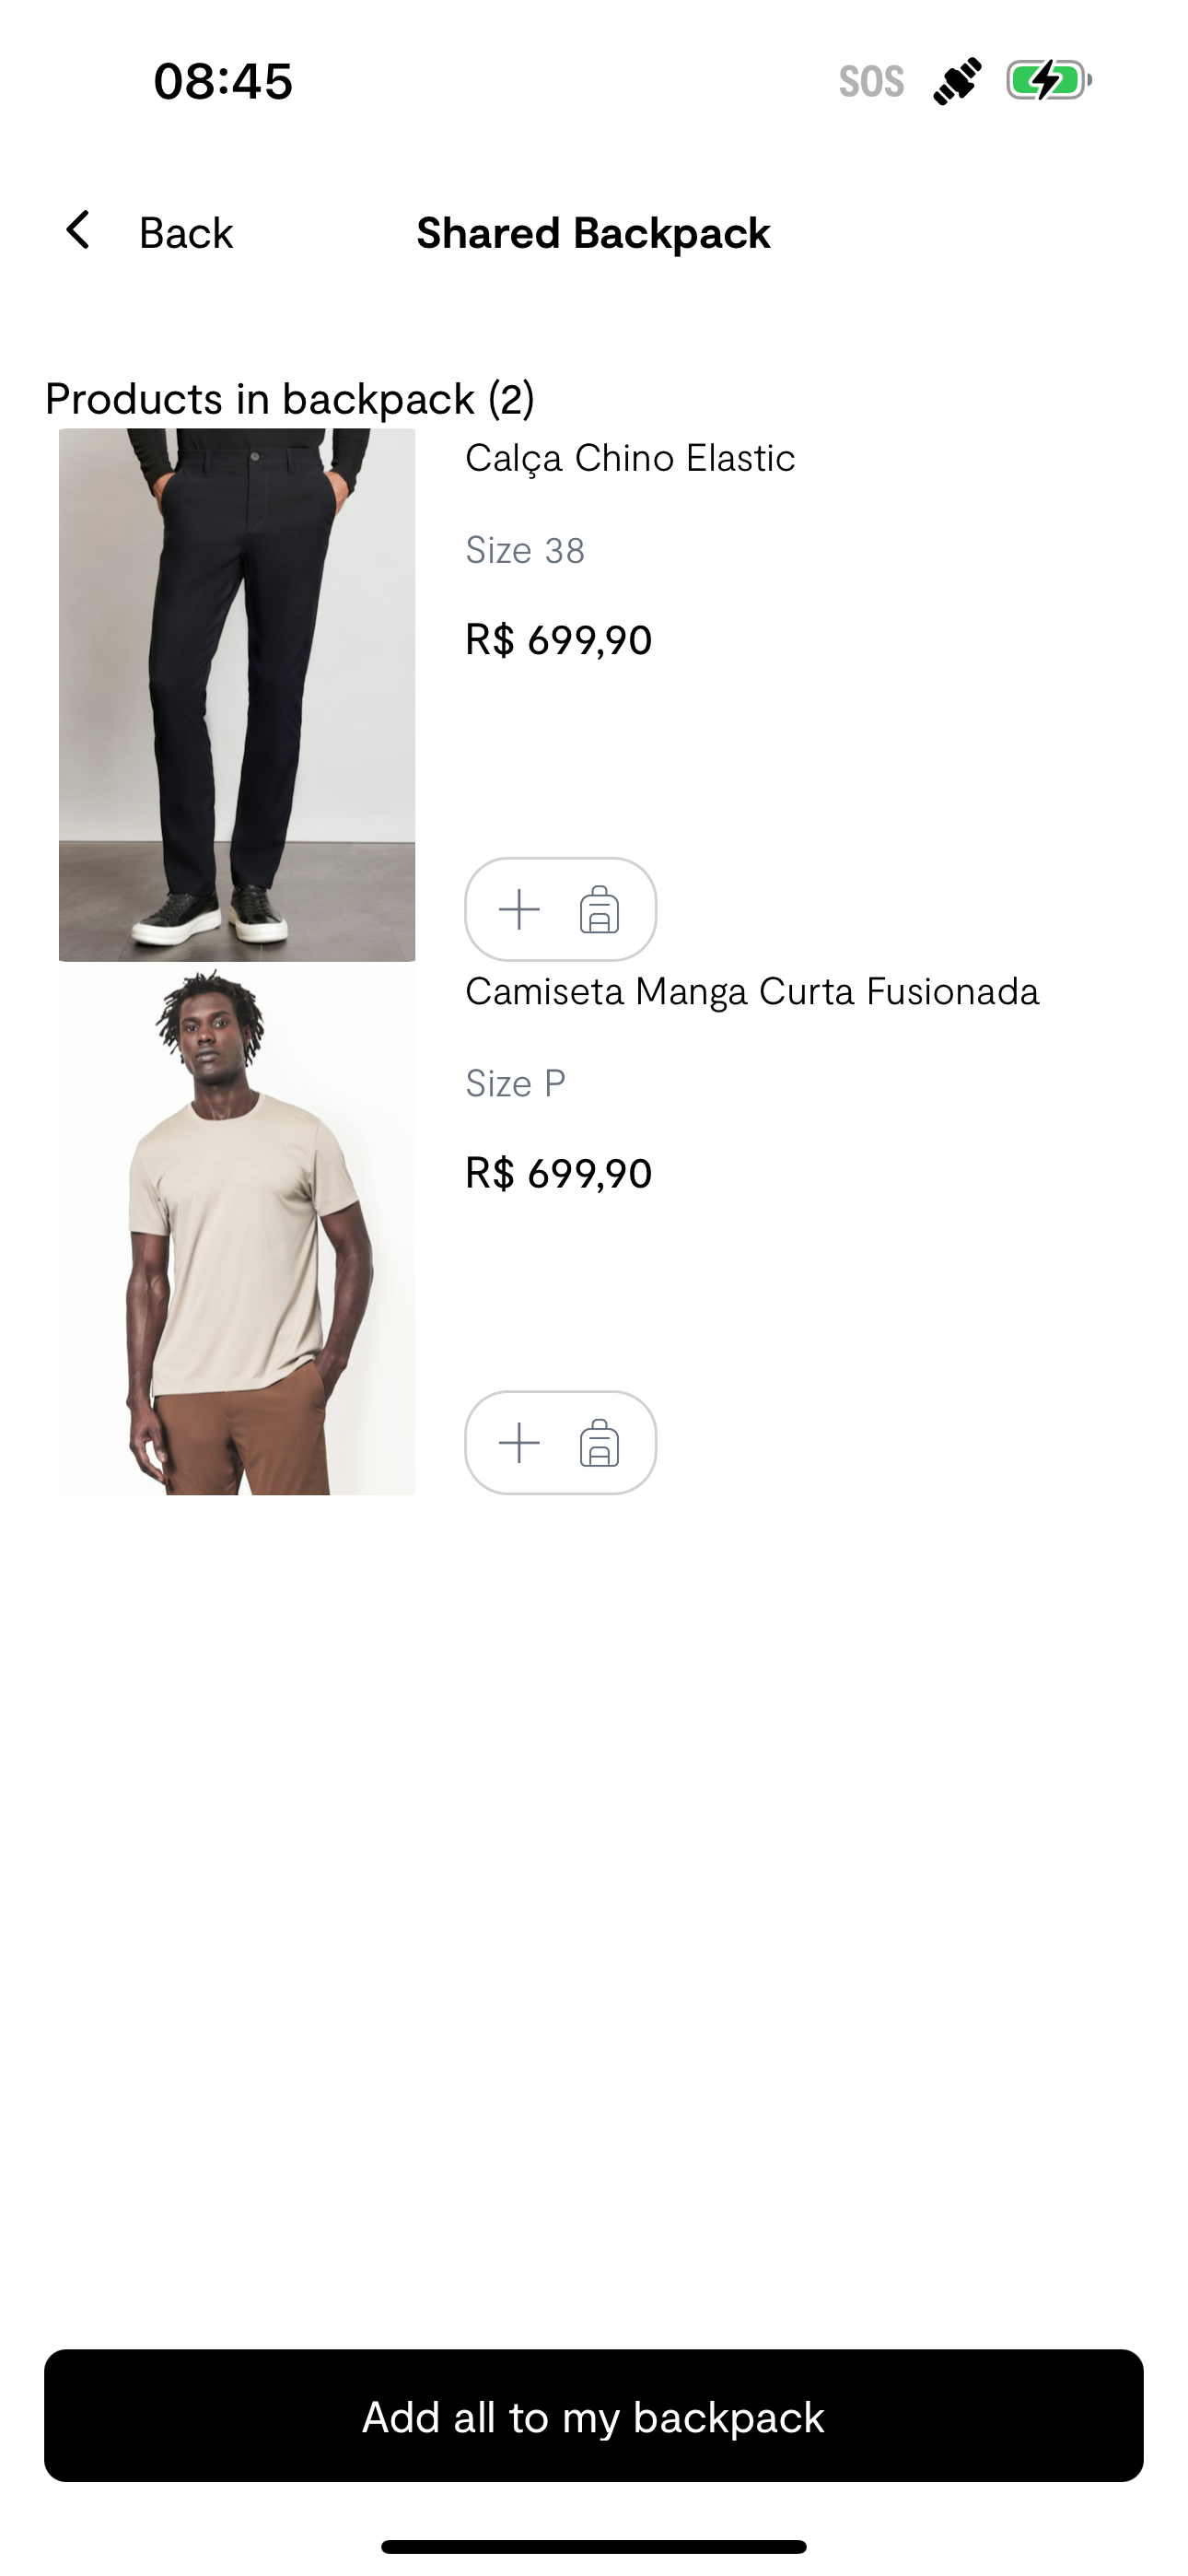 08:45
SOS
Back
Shared Backpack
Products in backpack (2)
Calça Chino Elastic
Size 38
R$ 699,90
Camiseta Manga Curta Fusionada
Size P
R$ 699,90
Add all to my backpack